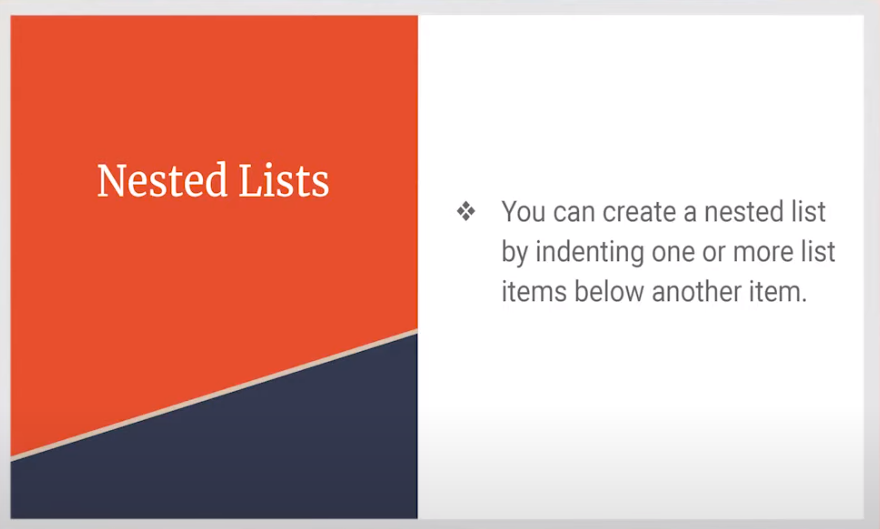 Nested Lists
❖ You can create a nested list
by indenting one or more list
items below another item.